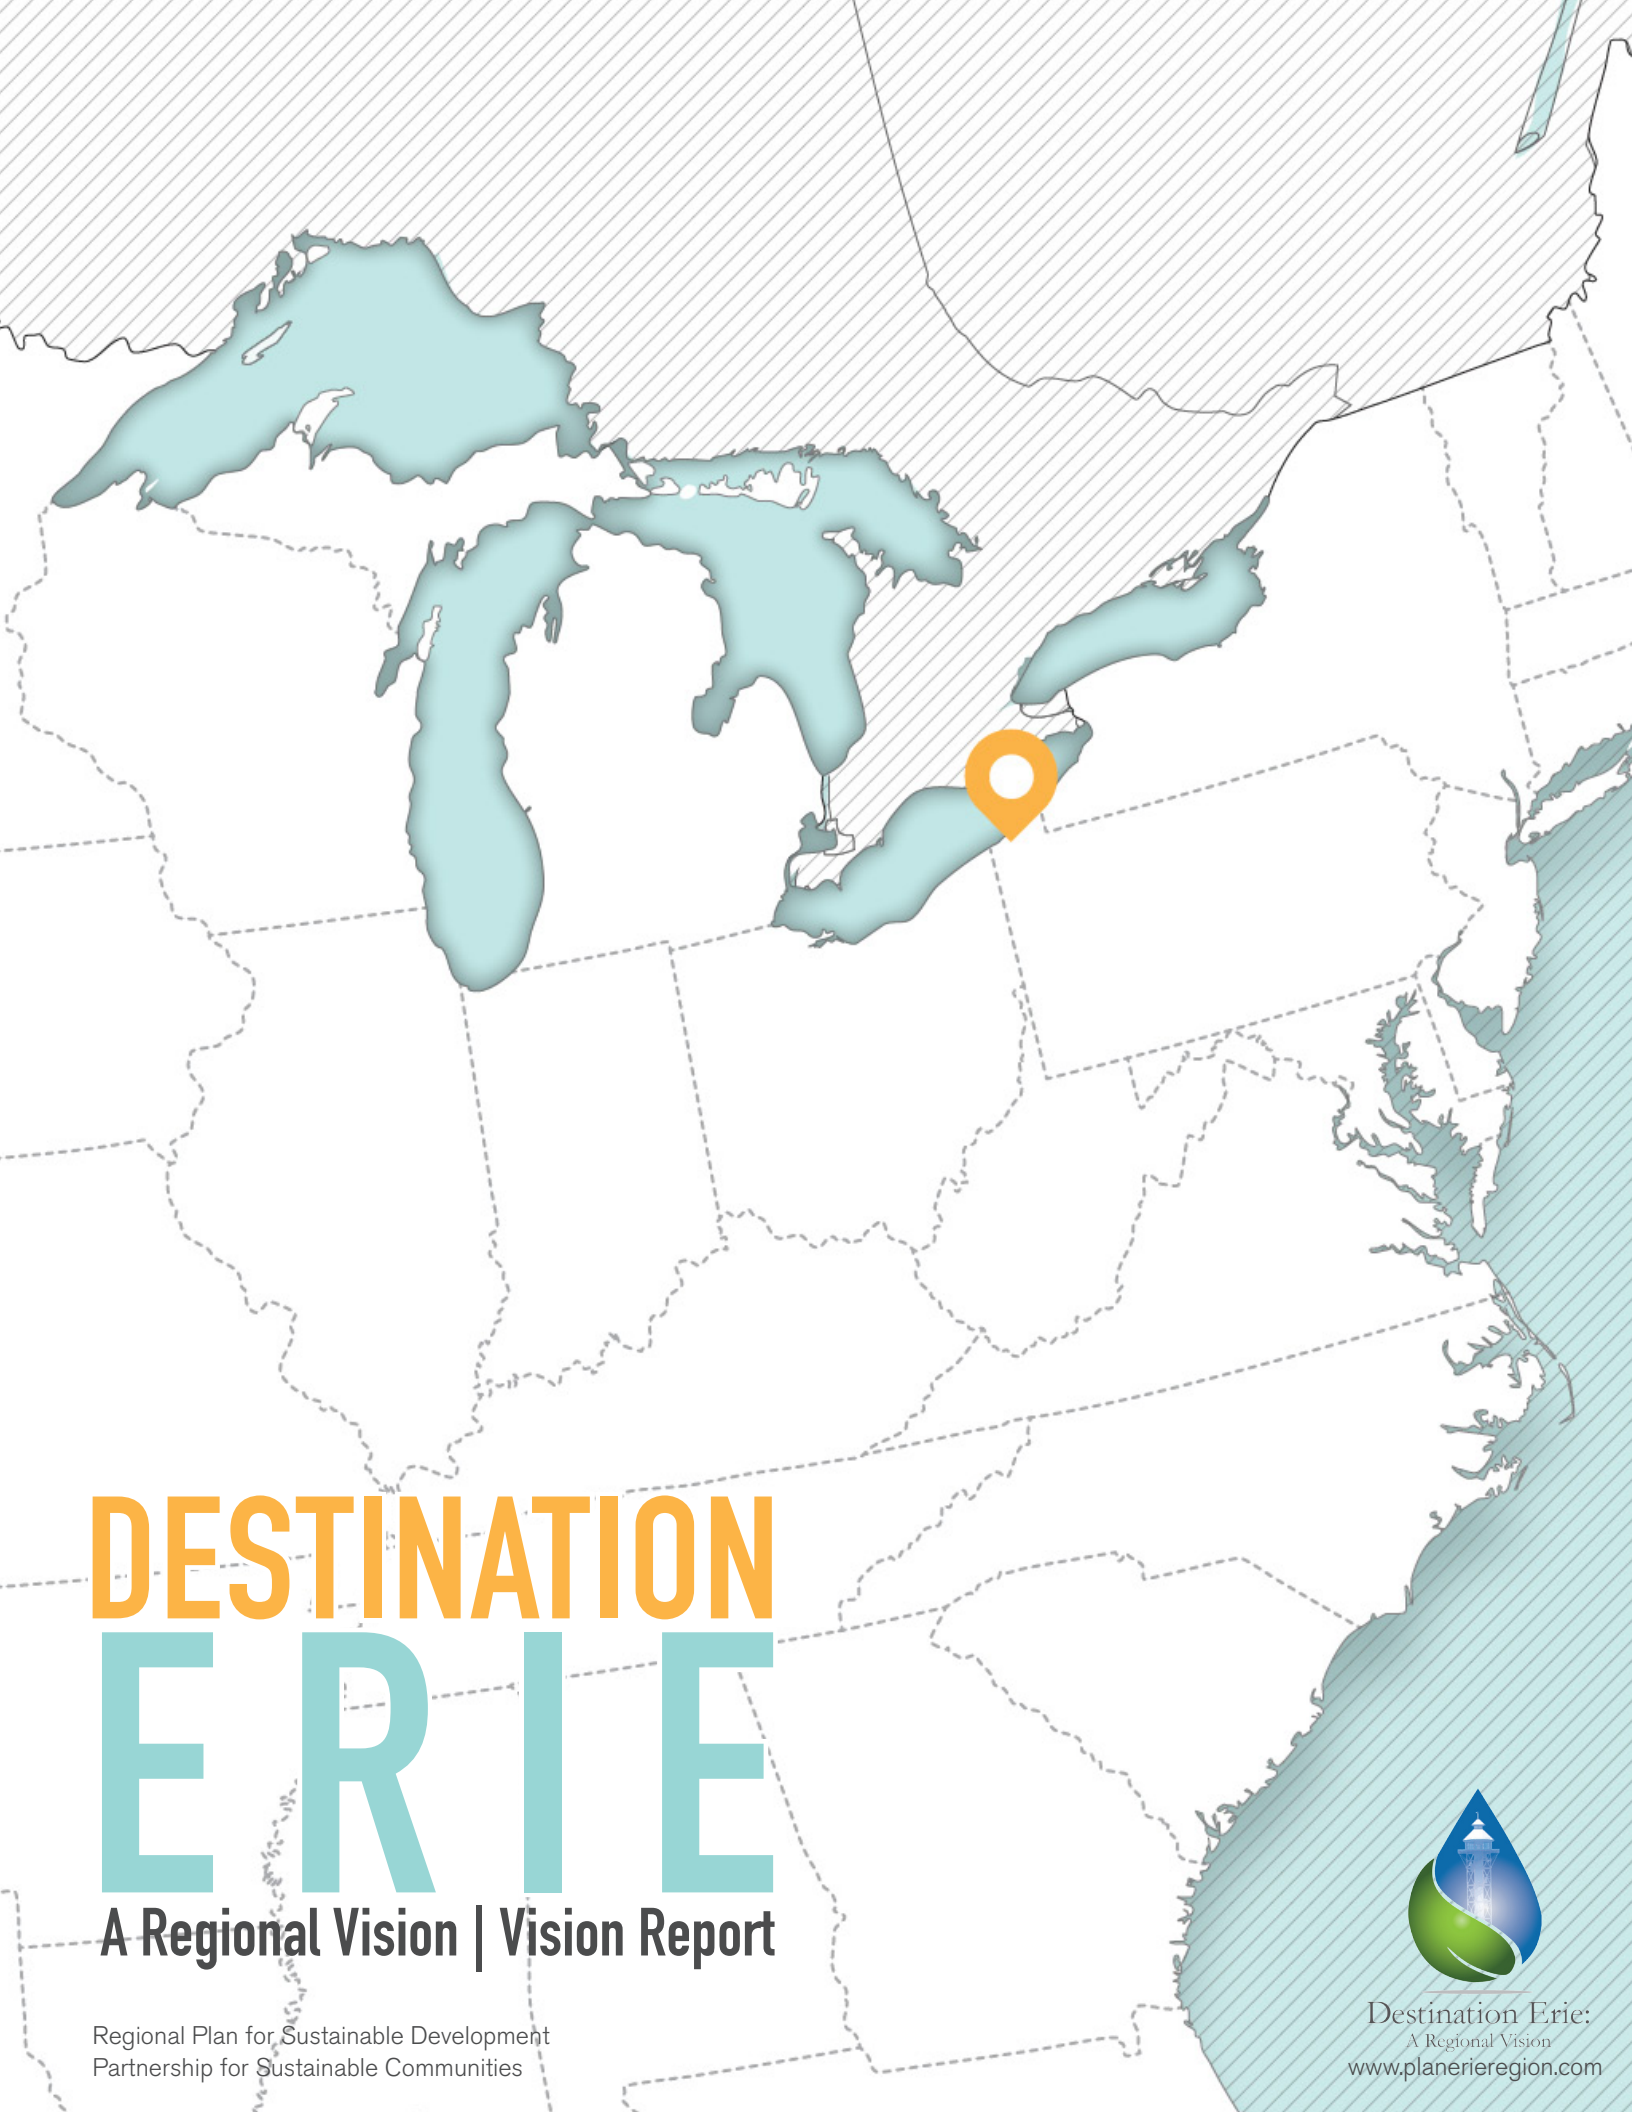 DESTINATION
ERIE
A Regional Vision | Vision Report
Regional Plan for Sustainable Development
Partnership for Sustainable Communities
Destination Erie:
A Regional Vision
www.planerieregion.com